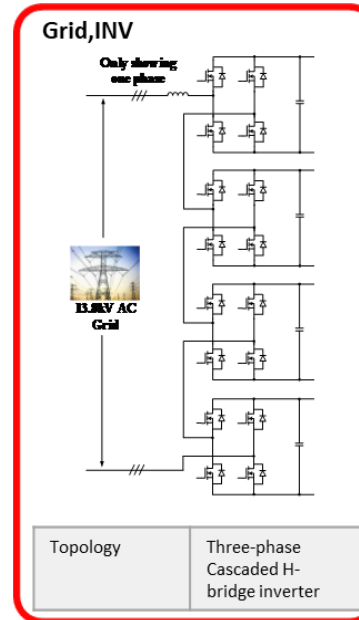 Grid,INV
Only showing
one phase
13.8kV AC
Grid
Topology
Three-phase
Cascaded H-
bridge inverter